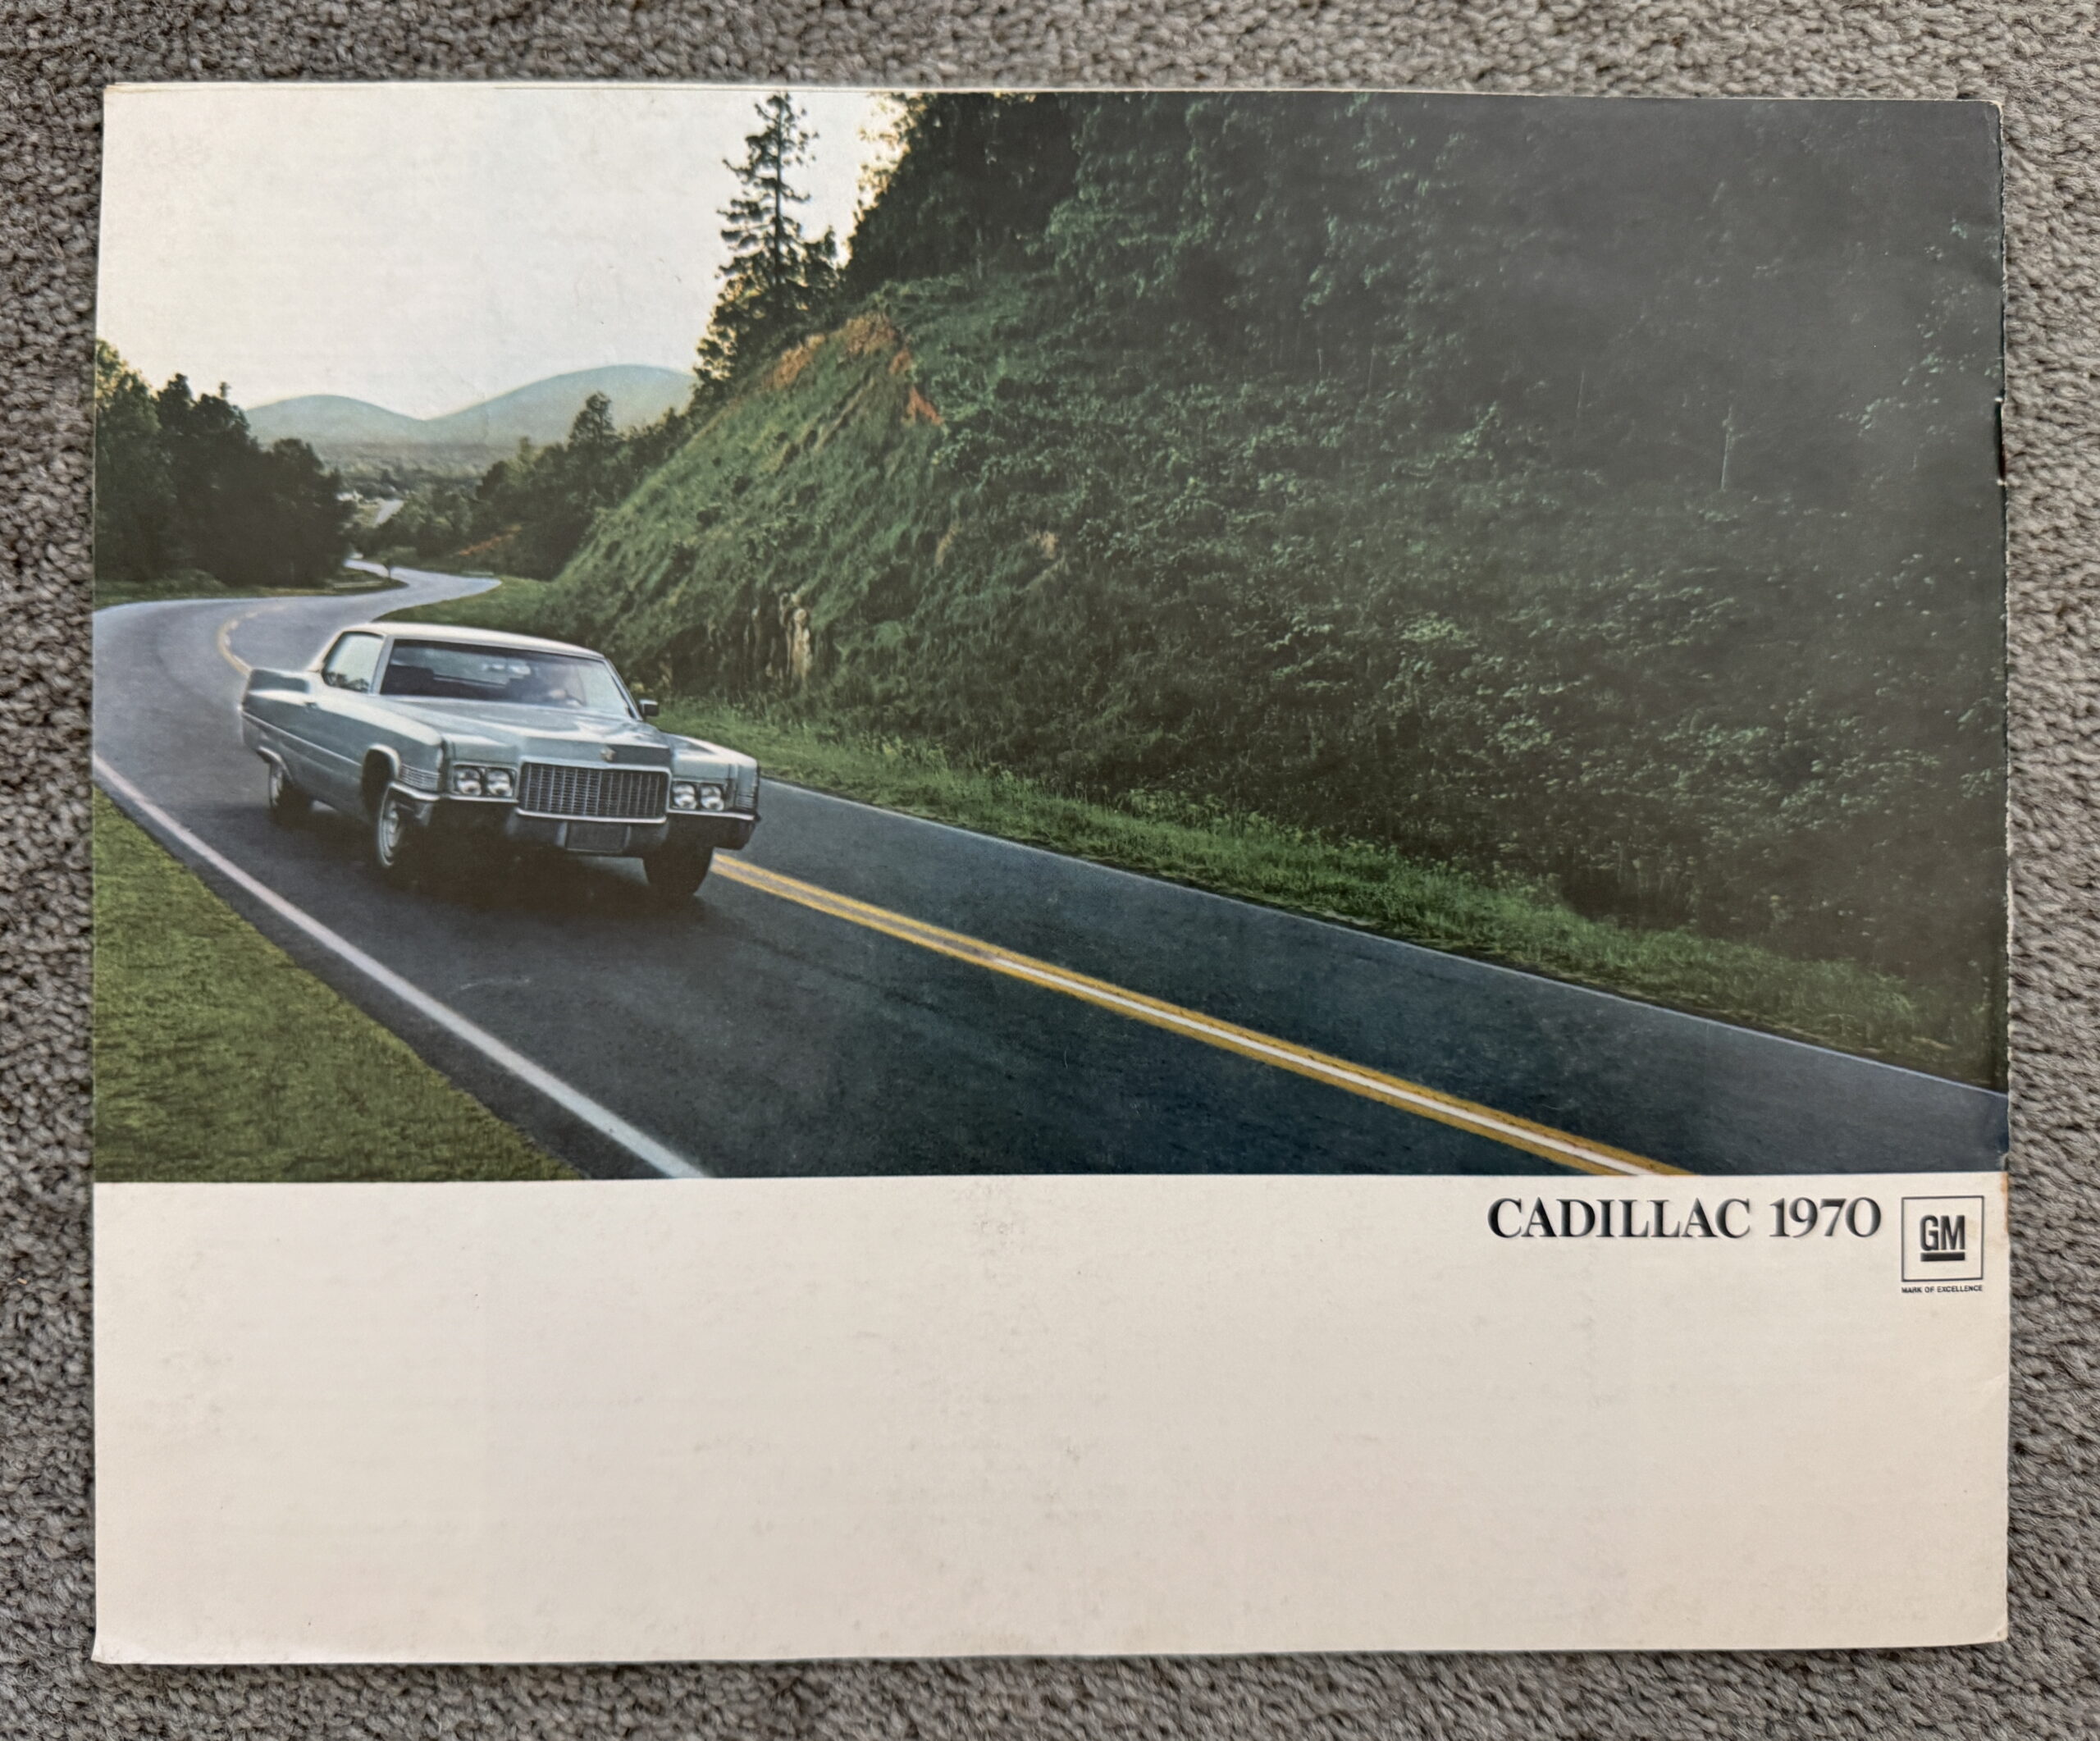 CADILLAC 1970
GM
MARK OF EXCELLENCE